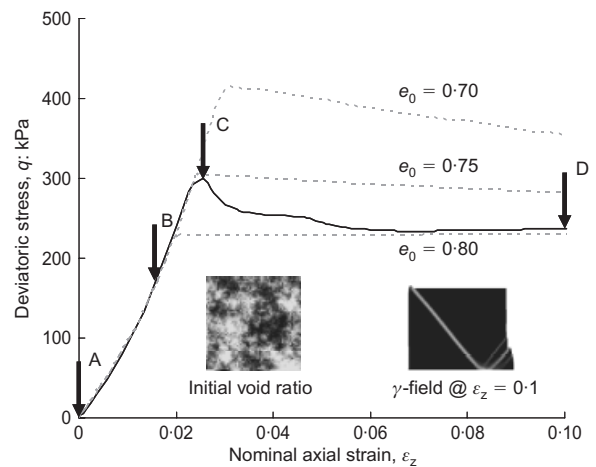 500
400
300
200
100
0
Deviatoric stress, q: kPa
A
B
C
D
e₀ = 0·70
e₀ = 0·75
e₀ = 0·80
Initial void ratio
γ-field @ εz = 0·1
0
0·02
0·04
0·06
0·08
0·10
Nominal axial strain, εz